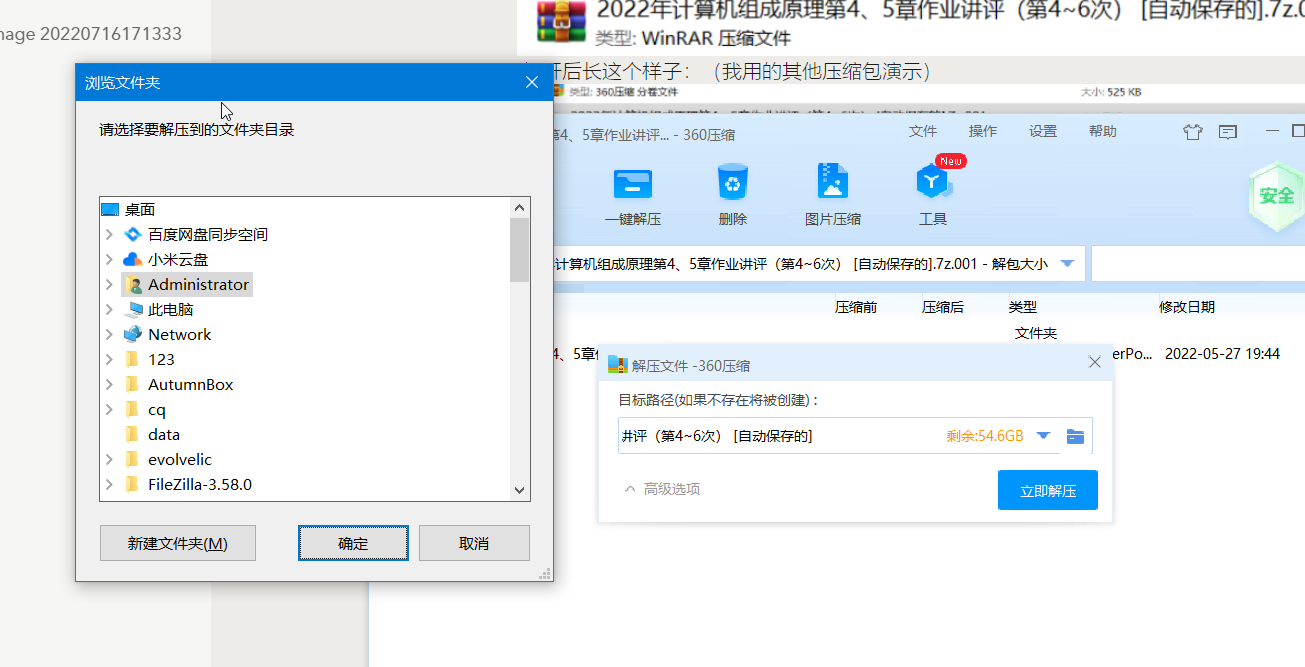 2022年计算机组成原理第4、5章作业讲评（第4~6次） [自动保存的].7z.0
类型: WinRAR 压缩文件
20220716171333
开后长这个样子： （我用的其他压缩包演示）
类型: 360压缩 分卷文件
大小: 525 KB
浏览文件夹
请选择要解压到的文件夹目录
桌面
百度网盘同步空间
小米云盘
Administrator
此电脑
Network
123
AutumnBox
cq
data
evolvelic
FileZilla-3.58.0
新建文件夹(M)
确定
取消
第4、5章作业讲评... - 360压缩
文件
操作
设置
帮助
一键解压
删除
图片压缩
New
工具
安全
计算机组成原理第4、5章作业讲评（第4~6次） [自动保存的].7z.001 - 解包大小
压缩前
压缩后
类型
修改日期
文件夹
4、5章
erPo...
2022-05-27 19:44
解压文件 -360压缩
目标路径(如果不存在将被创建)：
讲评（第4~6次） [自动保存的]
剩余:54.6GB
高级选项
立即解压